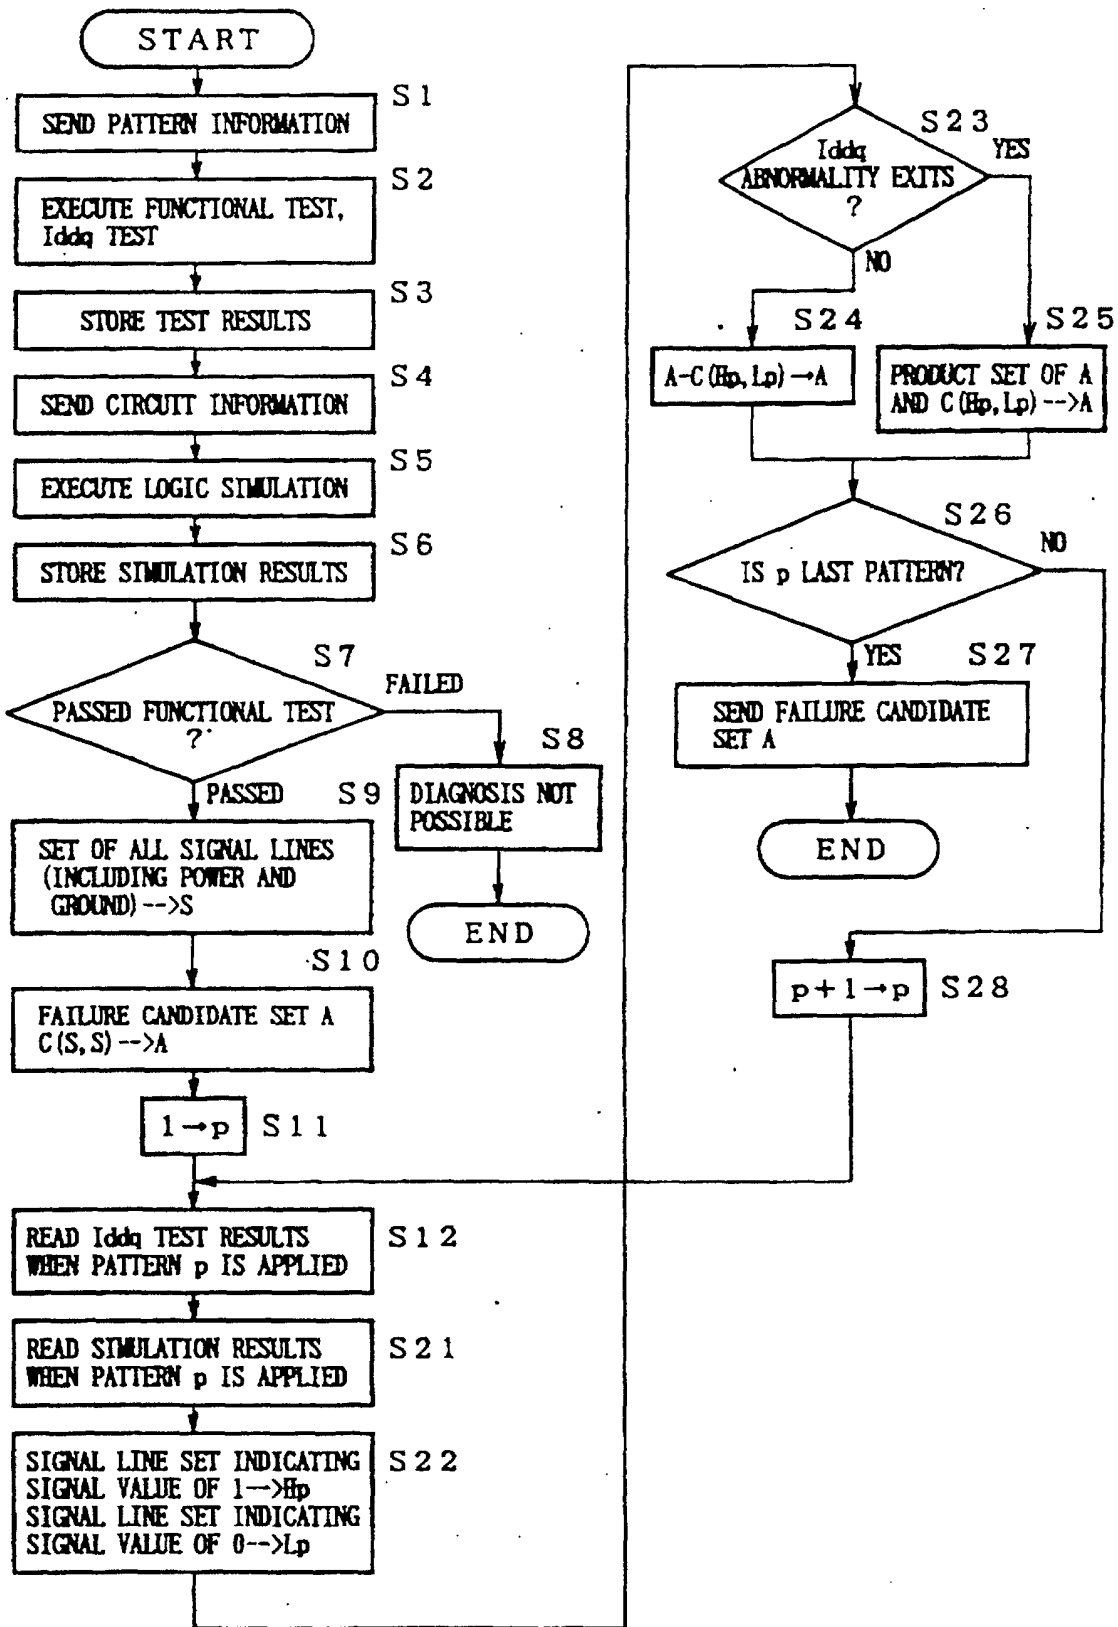 START
S1
SEND PATTERN INFORMATION
S2
EXECUTE FUNCTIONAL TEST,
Iddq TEST
S3
STORE TEST RESULTS
S4
SEND CIRCUIT INFORMATION
S5
EXECUTE LOGIC SIMULATION
S6
STORE SIMULATION RESULTS
S7
PASSED FUNCTIONAL TEST
?
FAILED
S8
DIAGNOSIS NOT
POSSIBLE
END
PASSED
S9
SET OF ALL SIGNAL LINES
(INCLUDING POWER AND
GROUND)-->S
S10
FAILURE CANDIDATE SET A
C(S,S)-->A
1→p
S11
READ Iddq TEST RESULTS
WHEN PATTERN p IS APPLIED
S12
READ SIMULATION RESULTS
WHEN PATTERN p IS APPLIED
S21
SIGNAL LINE SET INDICATING
SIGNAL VALUE OF 1-->Hp
SIGNAL LINE SET INDICATING
SIGNAL VALUE OF 0-->Lp
S22
S23
Iddq
ABNORMALITY EXITS
?
YES
NO
S24
A-C(Hp,Lp)→A
S25
PRODUCT SET OF A
AND C(Hp,Lp)-->A
S26
IS p LAST PATTERN?
NO
YES
S27
SEND FAILURE CANDIDATE
SET A
END
p+1→p
S28